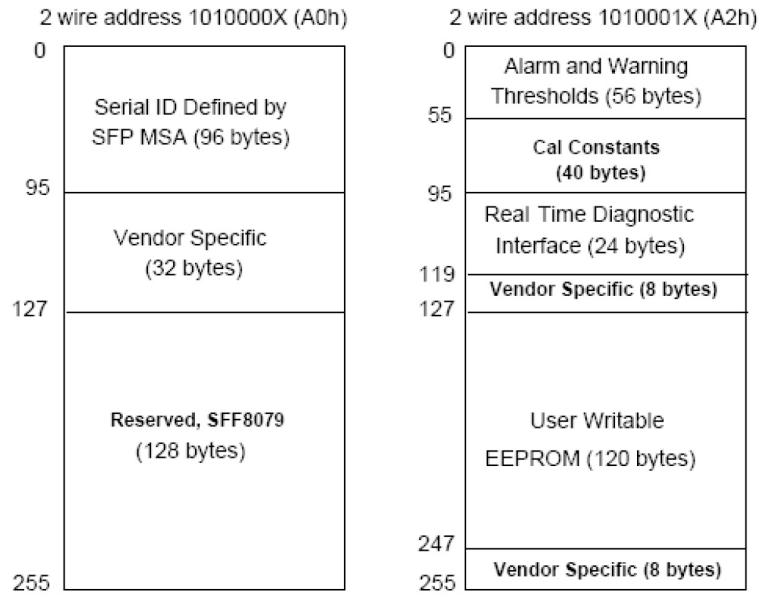 2 wire address 1010000X (A0h)
0
Serial ID Defined by
SFP MSA (96 bytes)
95
Vendor Specific
(32 bytes)
127
Reserved, SFF8079
(128 bytes)
255
2 wire address 1010001X (A2h)
0
Alarm and Warning
Thresholds (56 bytes)
55
Cal Constants
(40 bytes)
95
Real Time Diagnostic
Interface (24 bytes)
119
Vendor Specific (8 bytes)
127
User Writable
EEPROM (120 bytes)
247
Vendor Specific (8 bytes)
255